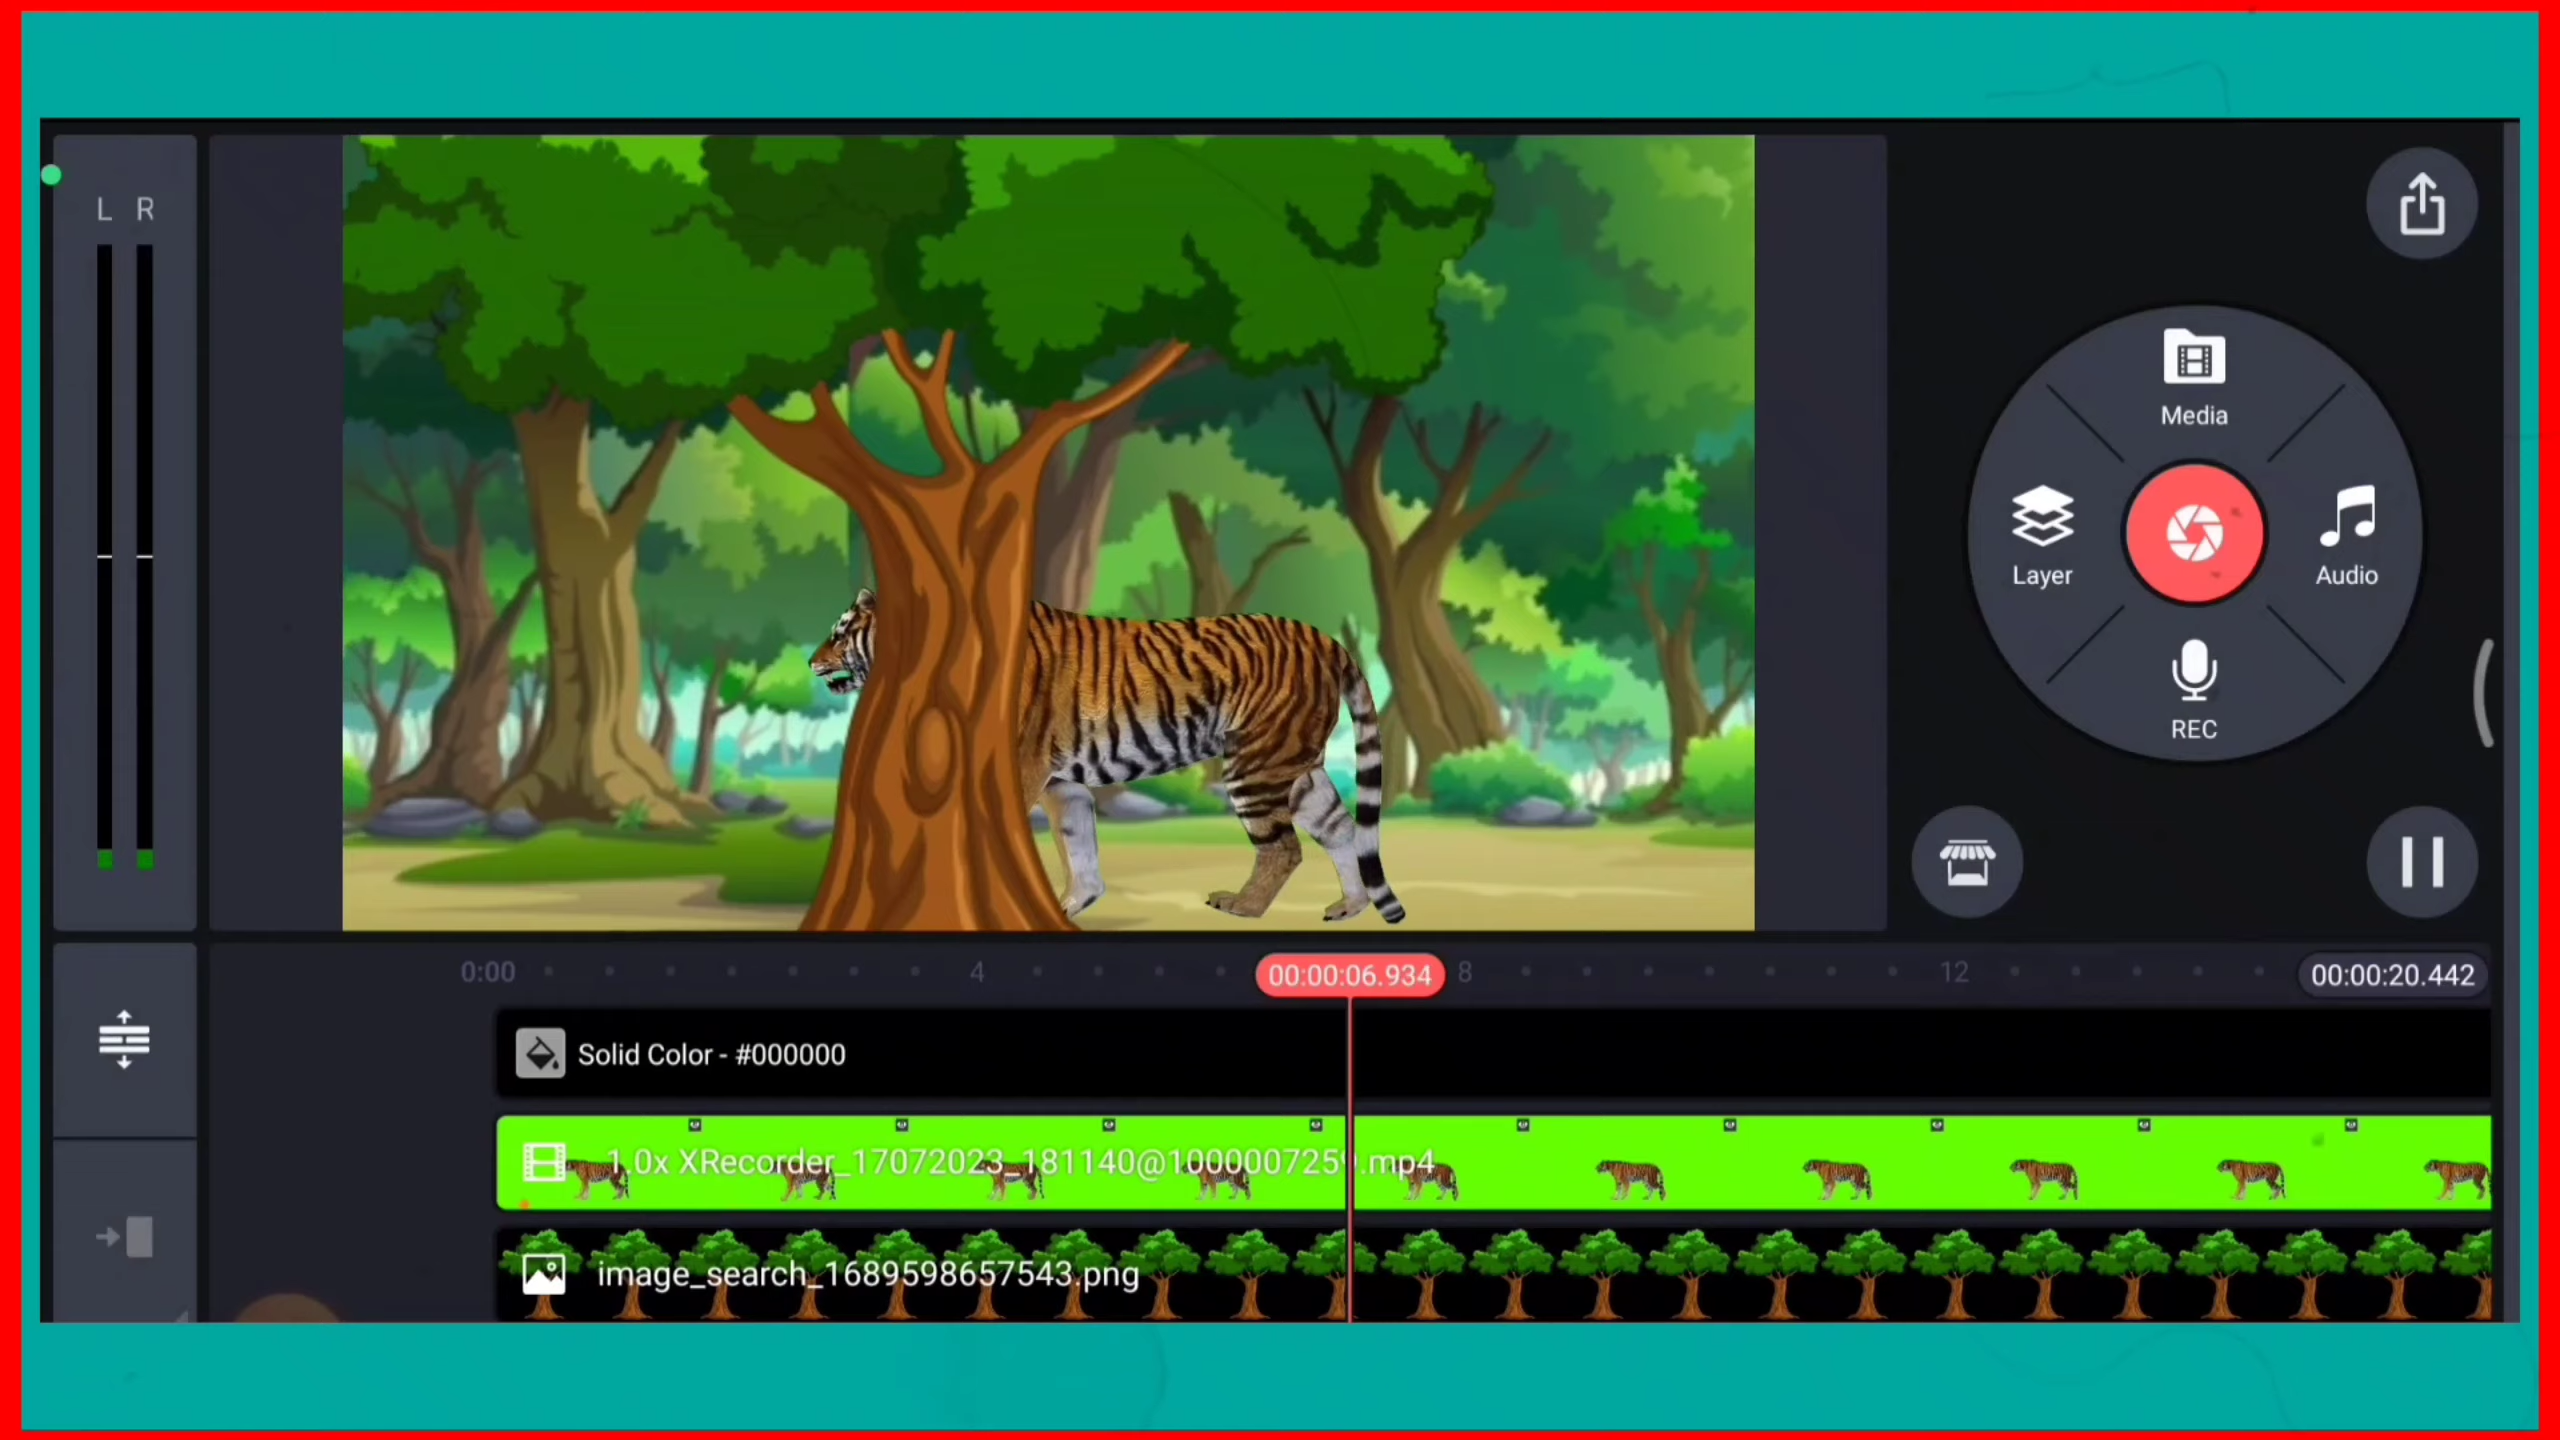 L R
Media
Layer
Audio
REC
0:00
4
00:00:06.934
8
12
00:00:20.442
Solid Color - #000000
1.0x XRecorder_17072023_181140@1000007259.mp4
image_search_1689598657543.png